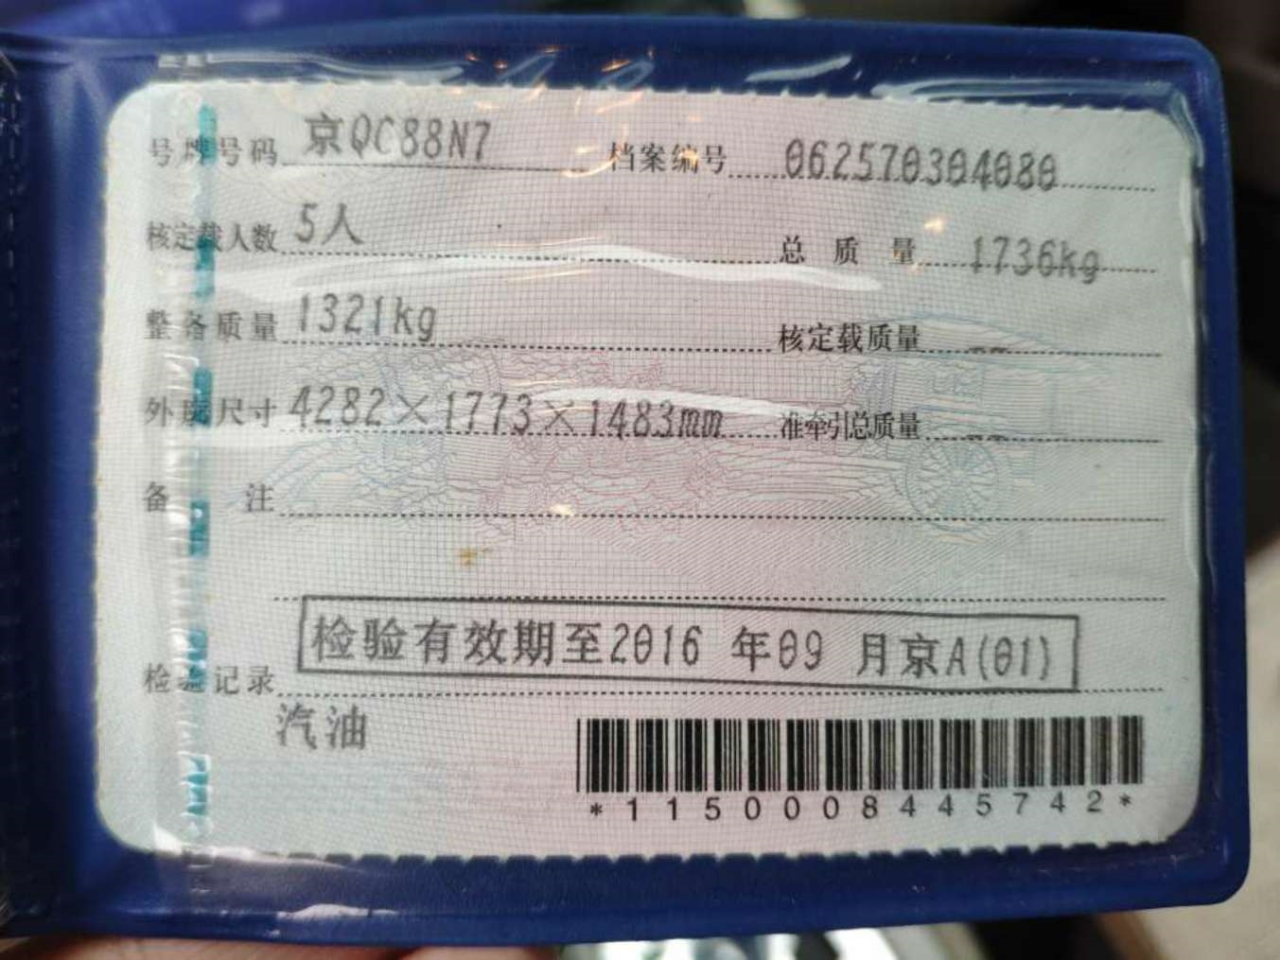 号牌号码 京QC88N7 档案编号 062570304080
核定载人数 5人 总质量 1736kg
整备质量 1321kg 核定载质量 --
外廓尺寸 4282×1773×1483mm 准牵引总质量 --
备注
检验有效期至2016 年09 月京A(01)
检验记录
汽油
*1150008445742*